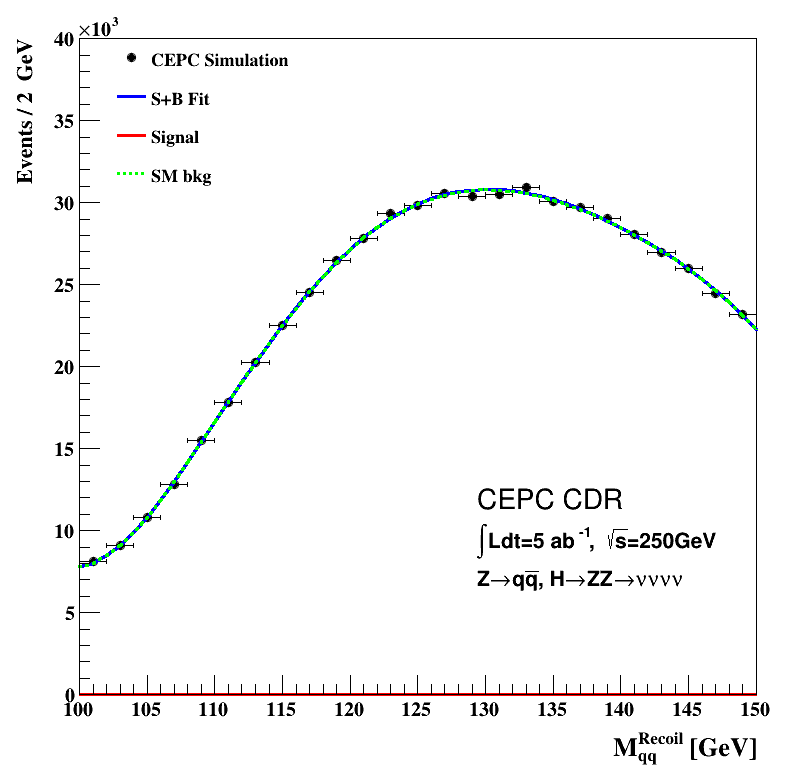 ×10³
Events / 2 GeV
40
35
30
25
20
15
10
5
0
CEPC Simulation
S+B Fit
Signal
SM bkg
CEPC CDR
∫Ldt=5 ab⁻¹, √s=250GeV
Z→qq̅, H→ZZ→νννν
100 105 110 115 120 125 130 135 140 145 150
M_qq^Recoil [GeV]